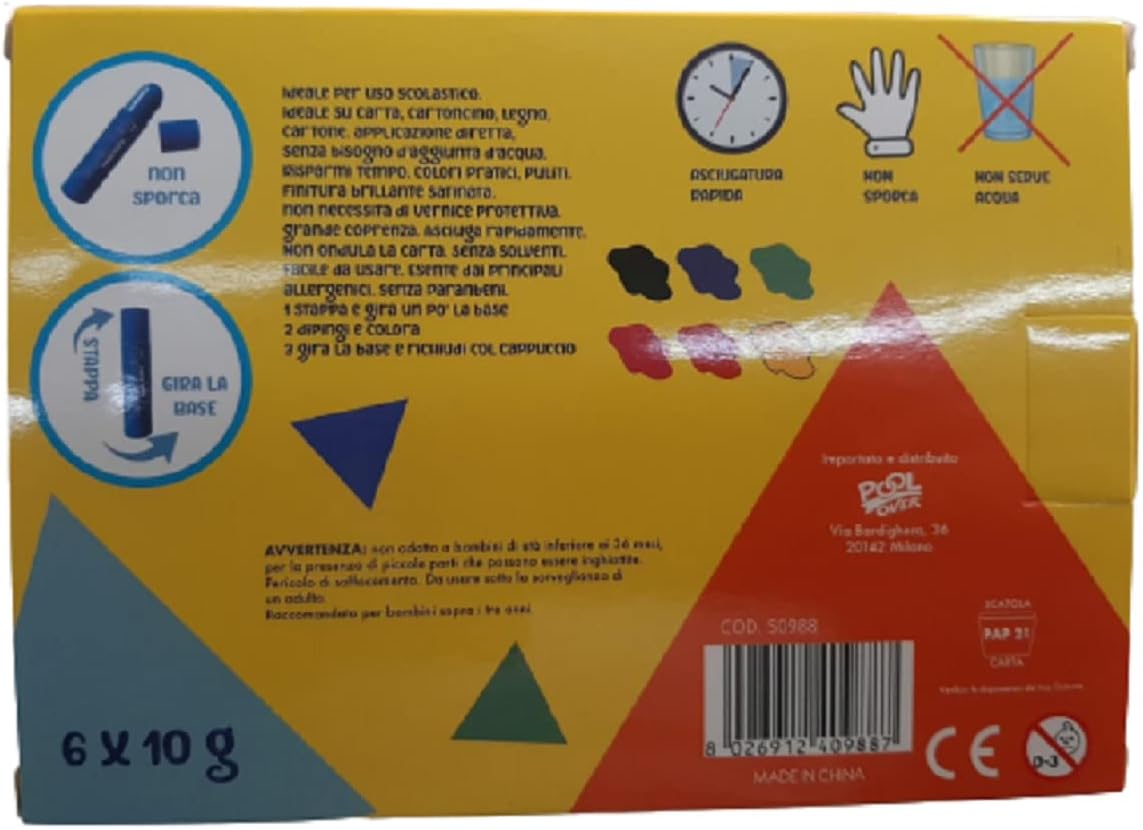 non
sporca
STAPPA
GIRA LA
BASE
ideale per uso scolastico.
ideale su carta, cartoncino, legno,
cartone. applicazione diretta,
senza bisogno d'aggiunta d'acqua.
Risparmi tempo. colori pratici, puliti.
Finitura brillante satinata.
non necessita di vernice protettiva.
grande coprenza. Asciuga rapidamente.
non ondula la carta. senza solventi.
Facile da usare. Esente dai principali
allergenici. senza parabeni.
1 stappa e gira un po' la base
2 dipingi e colora
3 gira la base e richiudi col cappuccio
ASCIUGATURA
RAPIDA
NON
SPORCA
NON SERVE
ACQUA
AVVERTENZA: non adatto a bambini di età inferiore ai 36 mesi,
per la presenza di piccole parti che possono essere inghiottite.
Pericolo di soffocamento. Da usare sotto la sorveglianza di
un adulto.
Raccomandato per bambini sopra i tre anni.
Importato e distribuito
POOL
OVER
Via Bordighera, 36
20142 Milano
SCATOLA
PAP 21
CARTA
COD. 50988
8 026912 409887
MADE IN CHINA
CE
0-3
6 x 10 g